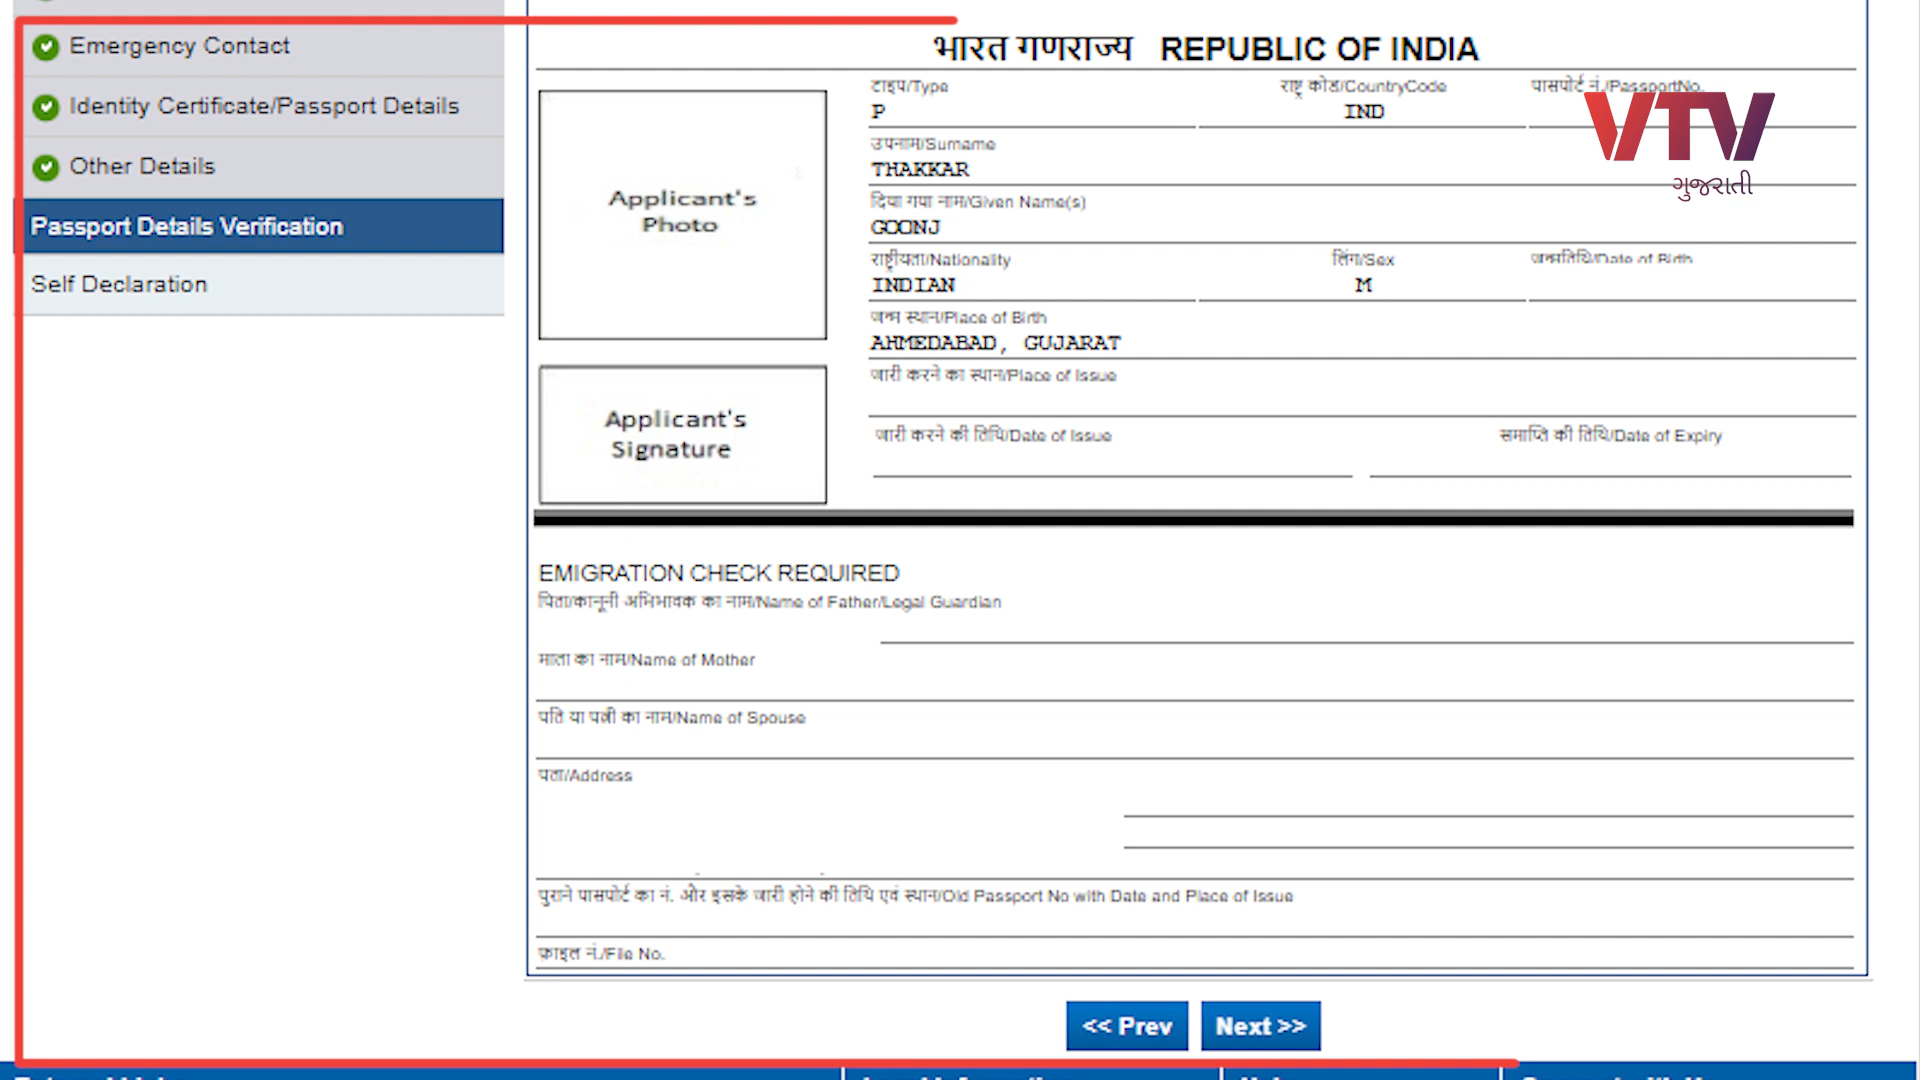 Emergency Contact
Identity Certificate/Passport Details
Other Details
Passport Details Verification
Self Declaration
भारत गणराज्य REPUBLIC OF INDIA
टाइप/Type राष्ट्र कोड/CountryCode पासपोर्ट नं./PassportNo.
P IND
VTV
ગુજરાતી
उपनाम/Surname
THAKKAR
दिया गया नाम/Given Name(s)
GOONJ
राष्ट्रीयता/Nationality लिंग/Sex जन्मतिथि/Date of Birth
INDIAN M
जन्म स्थान/Place of Birth
AHMEDABAD, GUJARAT
जारी करने का स्थान/Place of Issue
जारी करने की तिथि/Date of Issue समाप्ति की तिथि/Date of Expiry
Applicant's
Photo
Applicant's
Signature
EMIGRATION CHECK REQUIRED
पिता/कानूनी अभिभावक का नाम/Name of Father/Legal Guardian
माता का नाम/Name of Mother
पति या पत्नी का नाम/Name of Spouse
पता/Address
पुराने पासपोर्ट का नं. और इसके जारी होने की तिथि एवं स्थान/Old Passport No with Date and Place of Issue
फ़ाइल नं./File No.
<< Prev Next >>